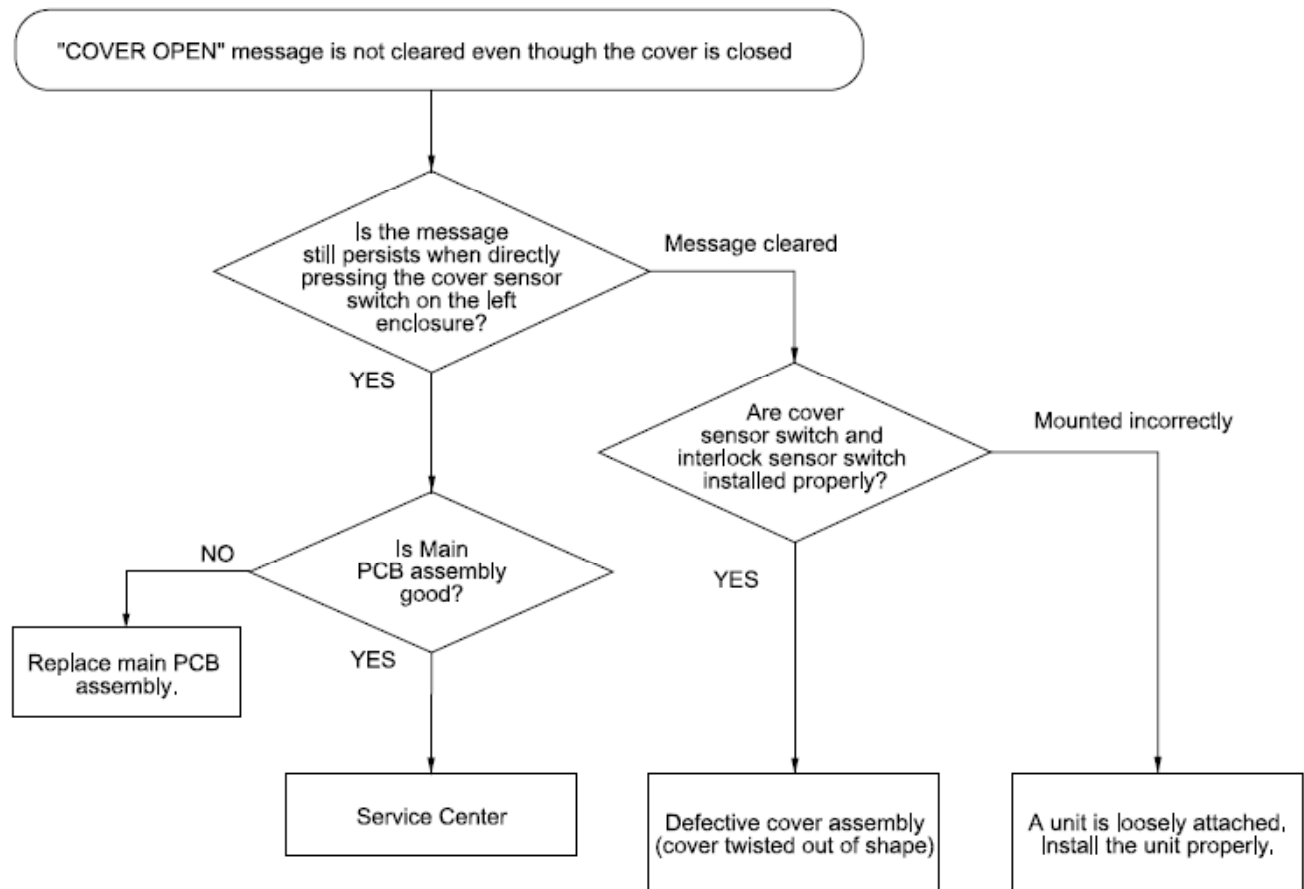 "COVER OPEN" message is not cleared even though the cover is closed
Is the message
still persists when directly
pressing the cover sensor
switch on the left
enclosure?
Message cleared
YES
Are cover
sensor switch and
interlock sensor switch
installed properly?
Mounted incorrectly
NO
Is Main
PCB assembly
good?
YES
Replace main PCB
assembly.
YES
Service Center
Defective cover assembly
(cover twisted out of shape)
A unit is loosely attached,
Install the unit properly.